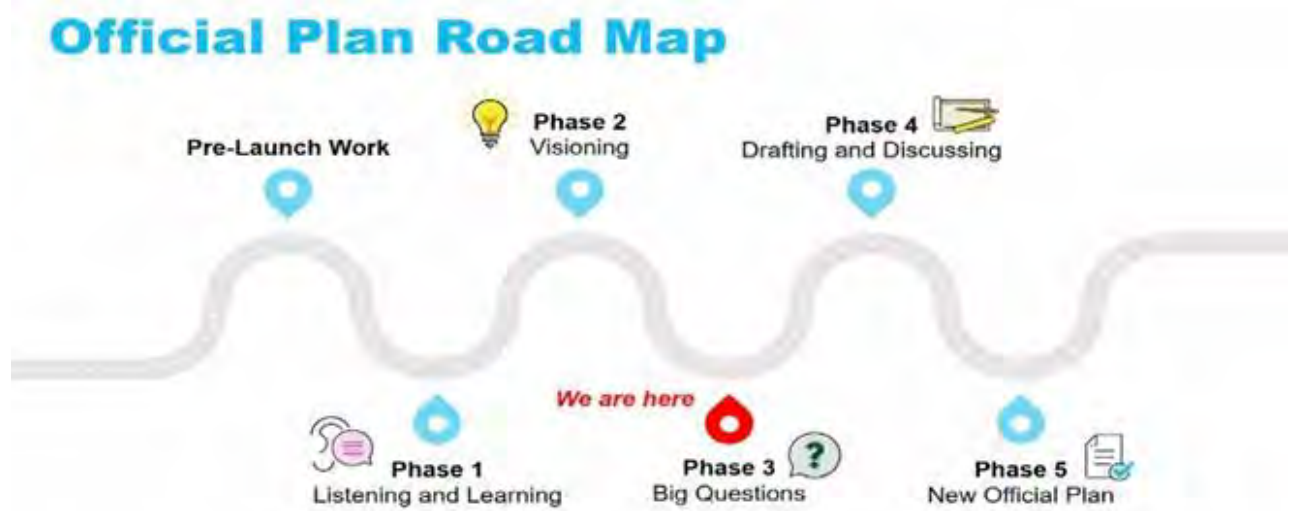 Official Plan Road Map
Pre-Launch Work
Phase 1
Listening and Learning
Phase 2
Visioning
We are here
Phase 3
Big Questions
?
Phase 4
Drafting and Discussing
Phase 5
New Official Plan